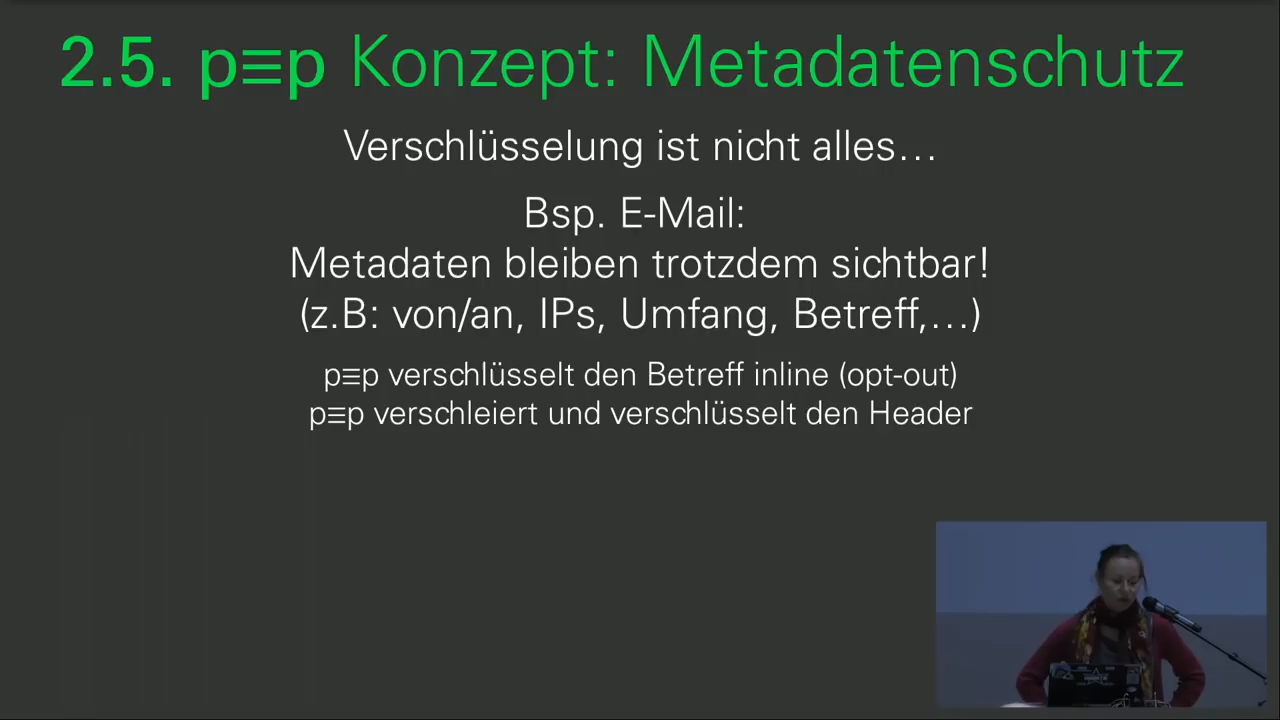 2.5. p≡p Konzept: Metadatenschutz
Verschlüsselung ist nicht alles…
Bsp. E-Mail:
Metadaten bleiben trotzdem sichtbar!
(z.B: von/an, IPs, Umfang, Betreff,…)
p≡p verschlüsselt den Betreff inline (opt-out)
p≡p verschleiert und verschlüsselt den Header